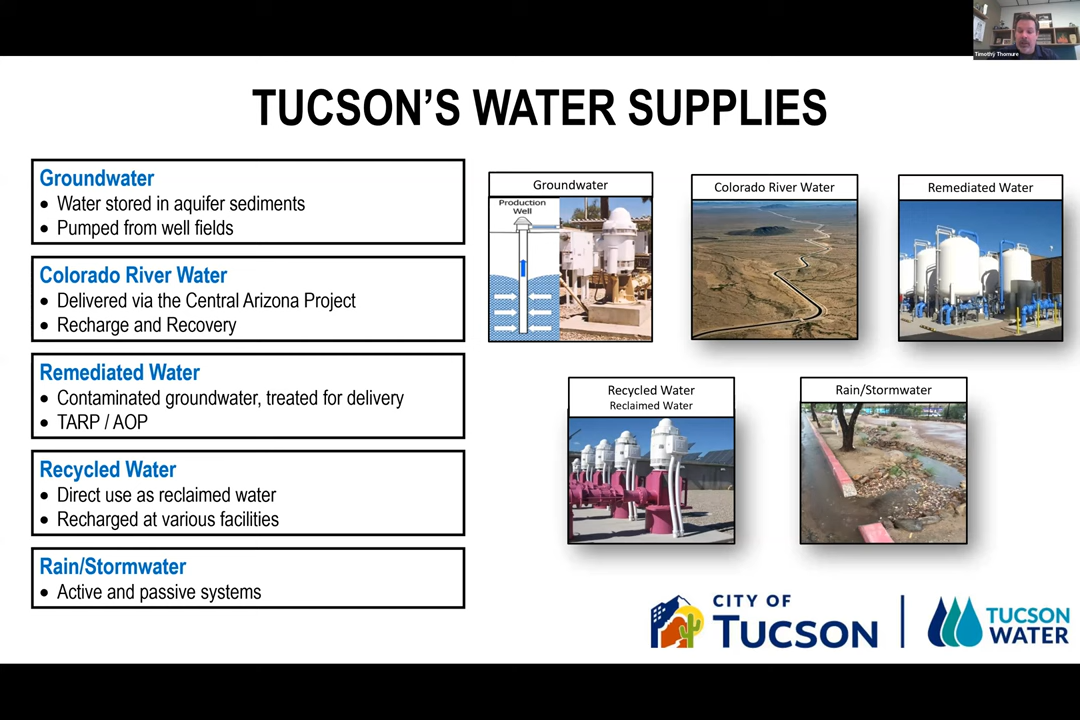 Timothy Thomure
TUCSON'S WATER SUPPLIES
Groundwater
• Water stored in aquifer sediments
• Pumped from well fields
Colorado River Water
• Delivered via the Central Arizona Project
• Recharge and Recovery
Remediated Water
• Contaminated groundwater, treated for delivery
• TARP / AOP
Recycled Water
• Direct use as reclaimed water
• Recharged at various facilities
Rain/Stormwater
• Active and passive systems
Groundwater
Production
Well
Colorado River Water
Remediated Water
Recycled Water
Reclaimed Water
Rain/Stormwater
CITY OF
TUCSON
TUCSON
WATER